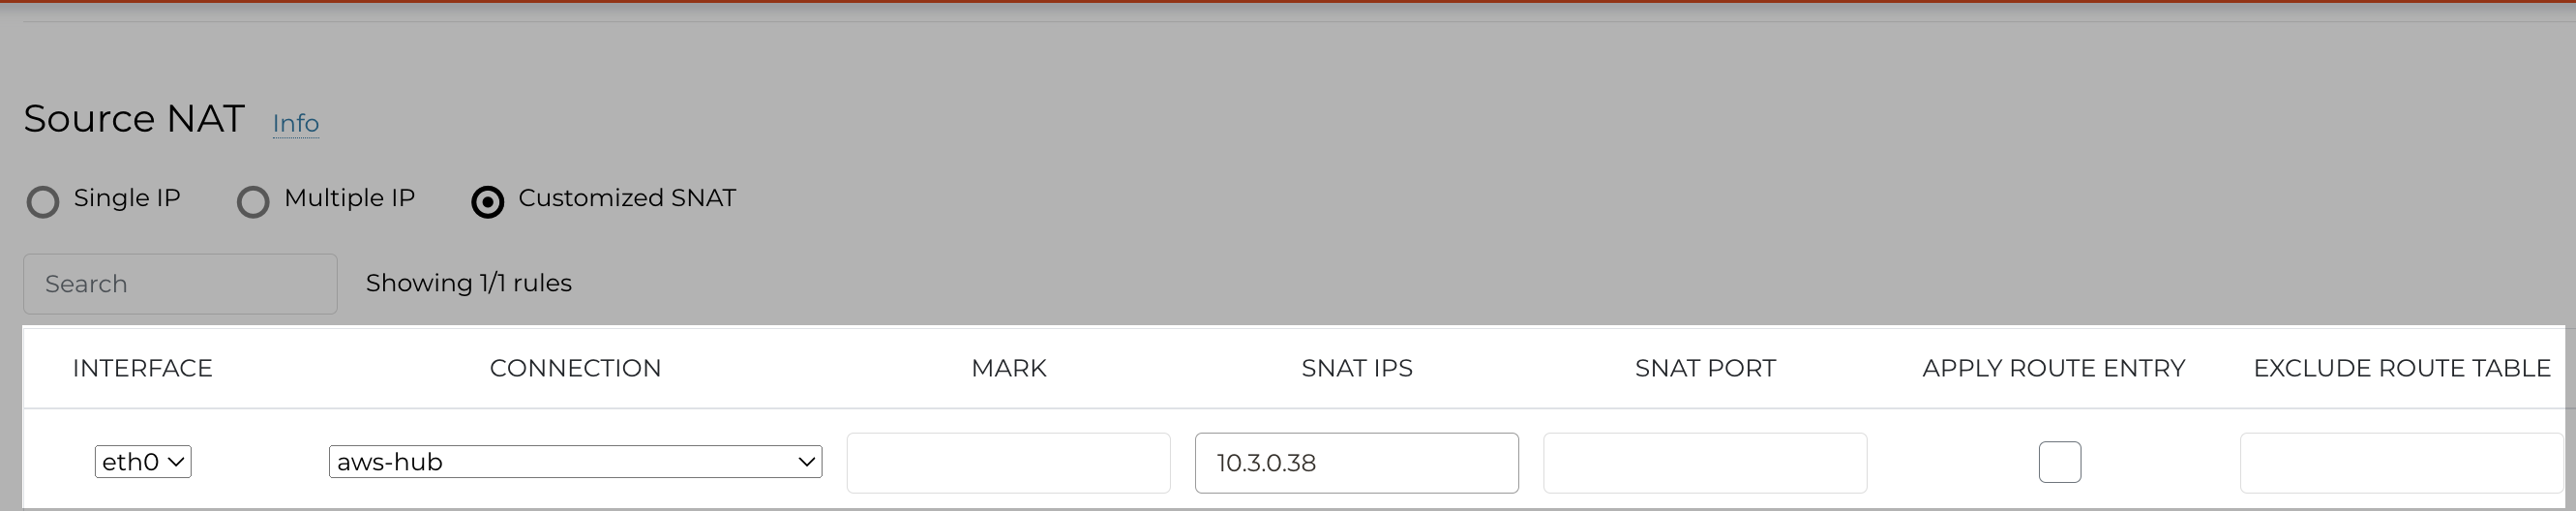 Source NAT Info
Single IP Multiple IP Customized SNAT
Search Showing 1/1 rules
INTERFACE CONNECTION MARK SNAT IPS SNAT PORT APPLY ROUTE ENTRY EXCLUDE ROUTE TABLE
eth0 aws-hub 10.3.0.38